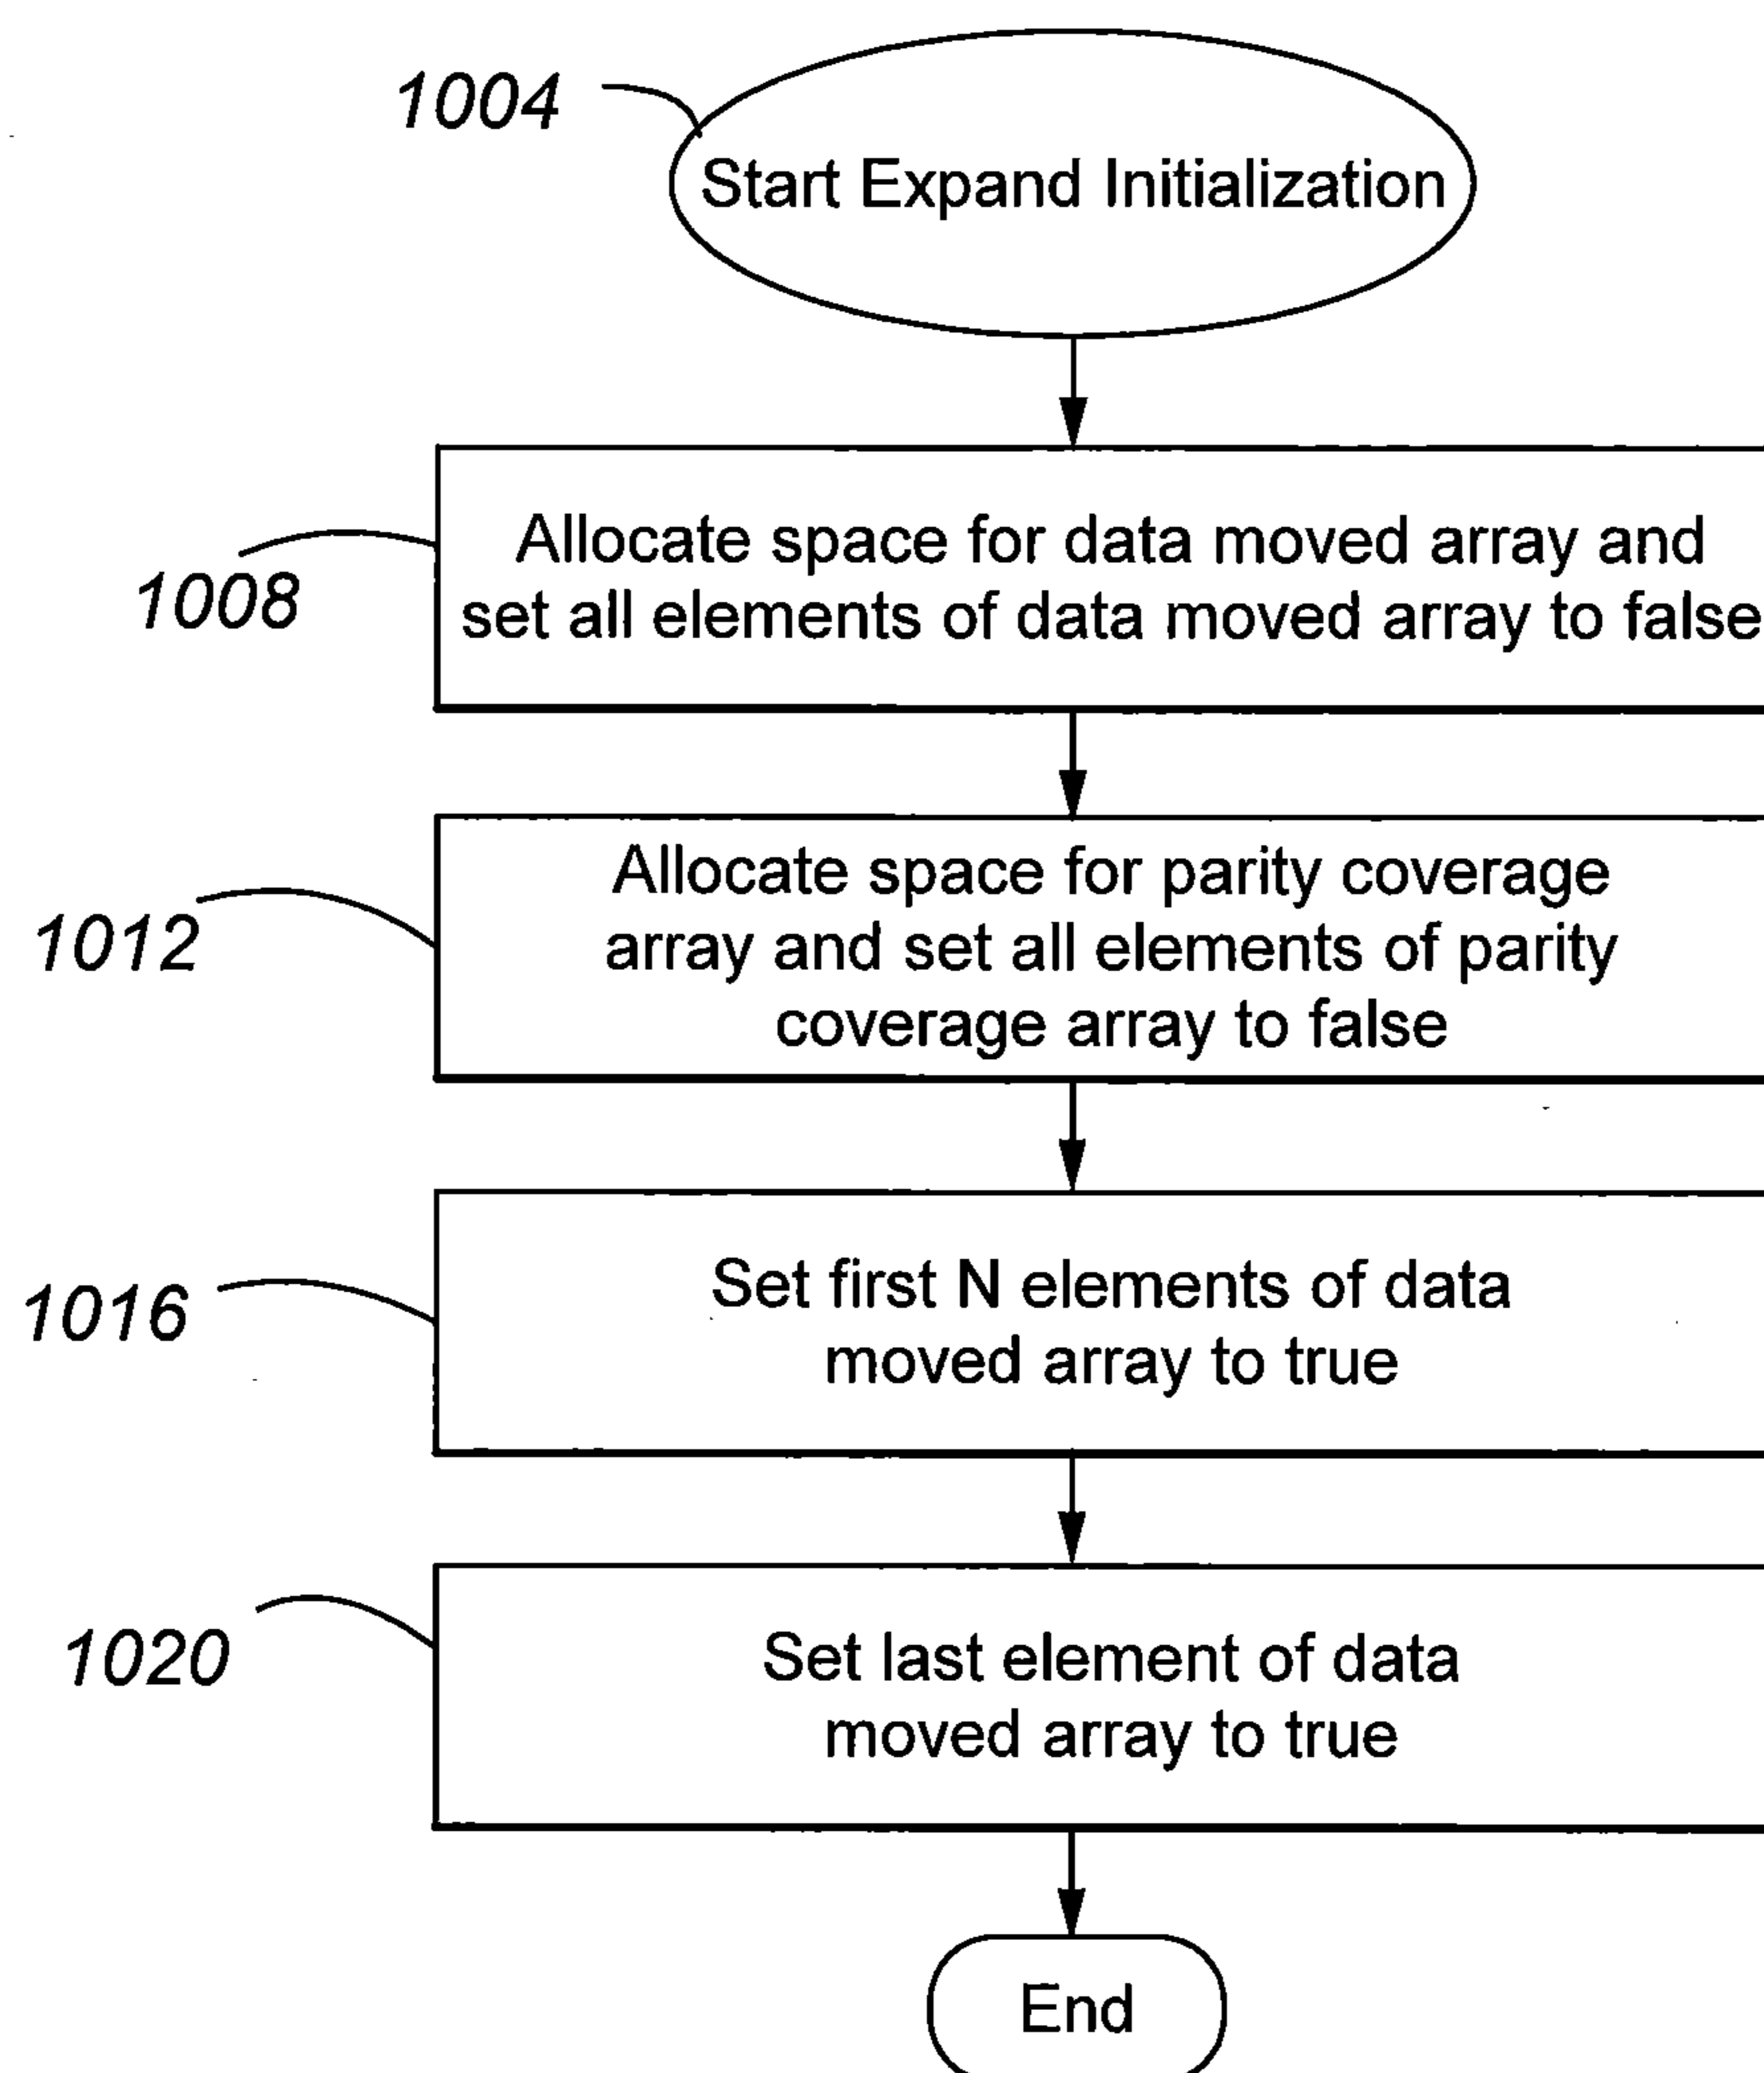 1004
Start Expand Initialization
1008
Allocate space for data moved array and
set all elements of data moved array to false
1012
Allocate space for parity coverage
array and set all elements of parity
coverage array to false
1016
Set first N elements of data
moved array to true
1020
Set last element of data
moved array to true
End